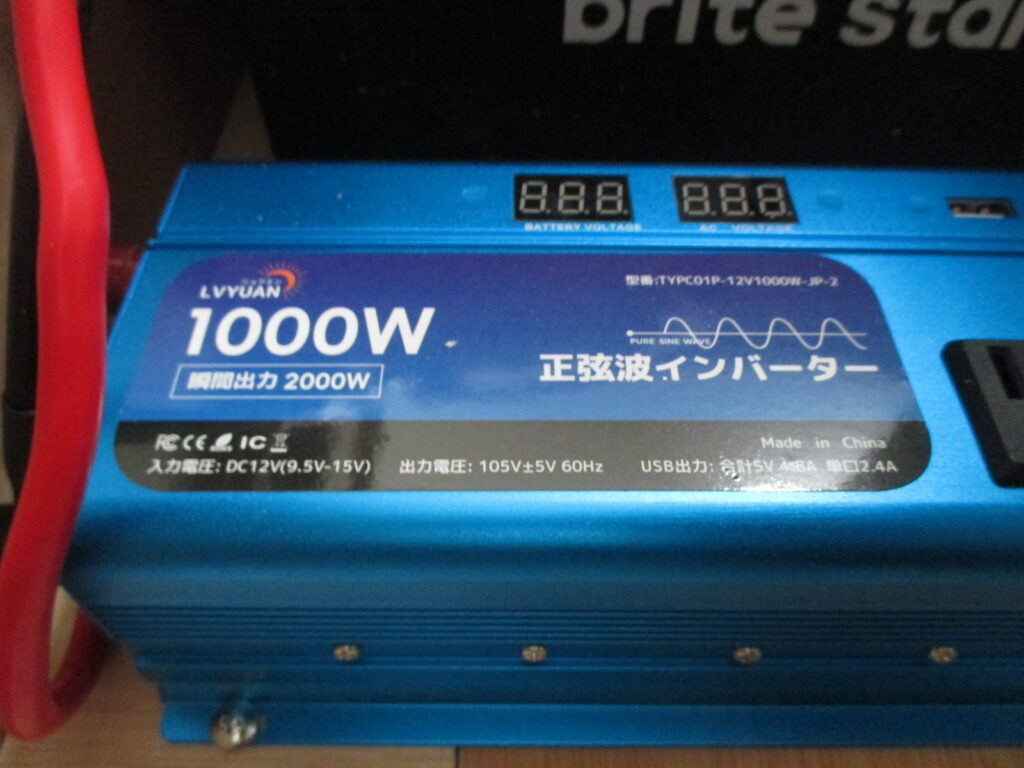 brite star
BATTERY VOLTAGE
AC VOLTAGE
LVYUAN
型番:TYPC01P-12V1000W-JP-2
1000W
PURE SINE WAVE
瞬間出力 2000W
正弦波インバーター
FC CE IC
Made in China
入力電圧: DC12V(9.5V-15V) 出力電圧: 105V±5V 60Hz USB出力: 合計5V 4.8A 単口2.4A